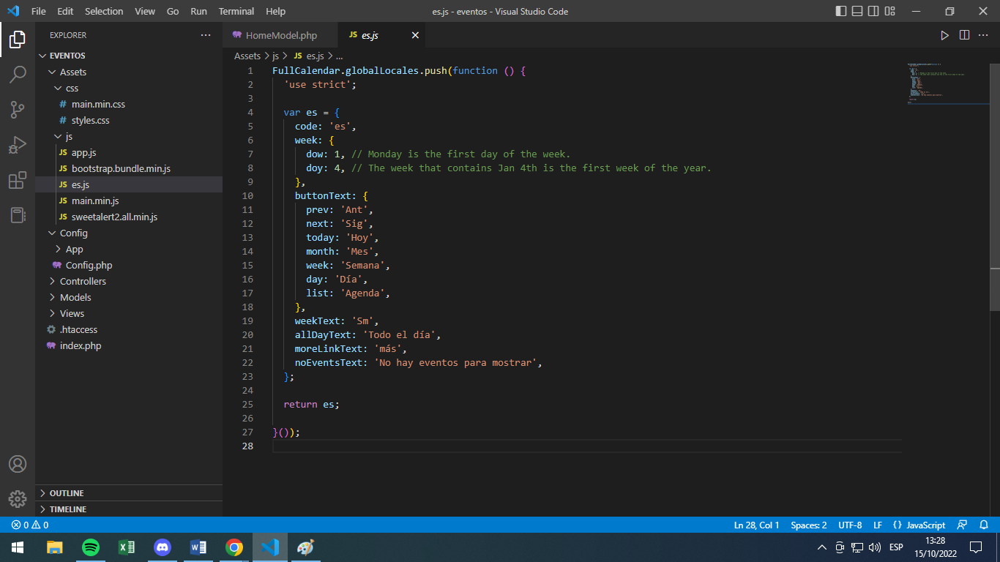 File Edit Selection View Go Run Terminal Help
es.js - eventos - Visual Studio Code
EXPLORER
EVENTOS
Assets
css
# main.min.css
# styles.css
js
JS app.js
JS bootstrap.bundle.min.js
JS es.js
JS main.min.js
JS sweetalert2.all.min.js
Config
App
Config.php
Controllers
Models
Views
.htaccess
index.php
OUTLINE
TIMELINE
HomeModel.php
JS es.js
Assets > js > JS es.js > ...
1 FullCalendar.globalLocales.push(function () {
2 'use strict';
3
4 var es = {
5 code: 'es',
6 week: {
7 dow: 1, // Monday is the first day of the week.
8 doy: 4, // The week that contains Jan 4th is the first week of the year.
9 },
10 buttonText: {
11 prev: 'Ant',
12 next: 'Sig',
13 today: 'Hoy',
14 month: 'Mes',
15 week: 'Semana',
16 day: 'Día',
17 list: 'Agenda',
18 },
19 weekText: 'Sm',
20 allDayText: 'Todo el día',
21 moreLinkText: 'más',
22 noEventsText: 'No hay eventos para mostrar',
23 };
24
25 return es;
26
27 }());
28
0 0
Ln 28, Col 1 Spaces: 2 UTF-8 LF {} JavaScript
ESP
13:28
15/10/2022